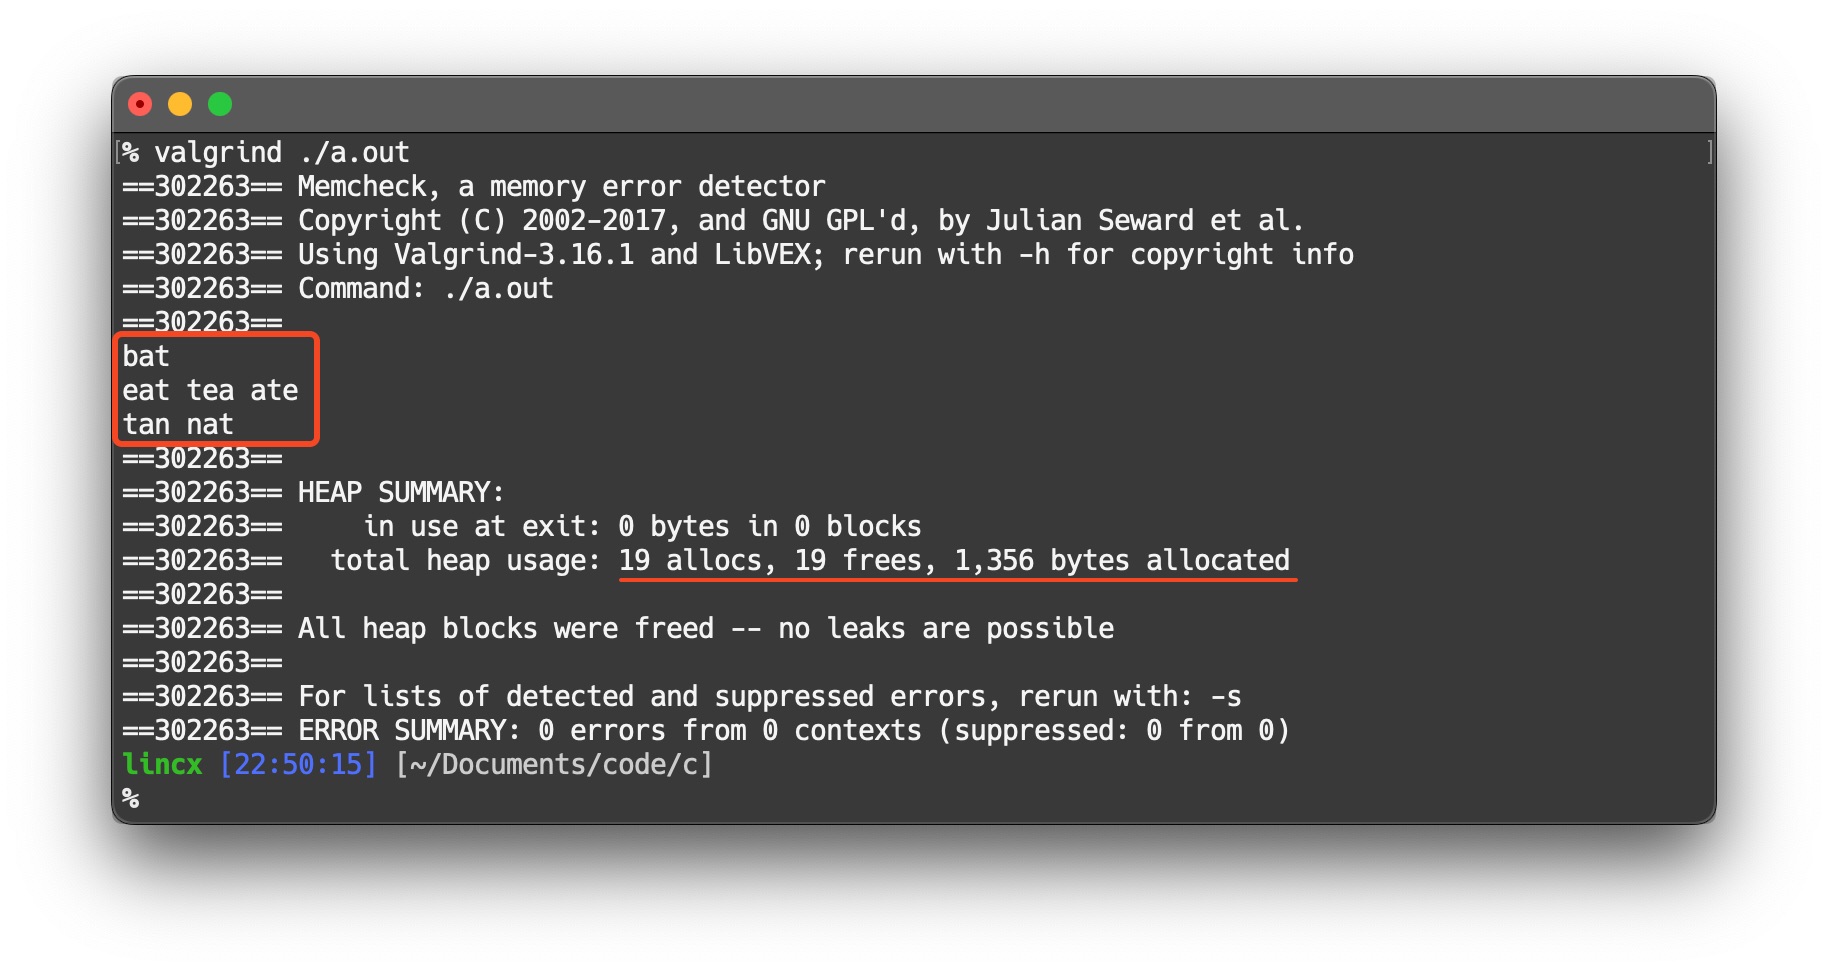 [% valgrind ./a.out ]
==302263== Memcheck, a memory error detector
==302263== Copyright (C) 2002-2017, and GNU GPL'd, by Julian Seward et al.
==302263== Using Valgrind-3.16.1 and LibVEX; rerun with -h for copyright info
==302263== Command: ./a.out
==302263==
bat
eat tea ate
tan nat
==302263==
==302263== HEAP SUMMARY:
==302263==     in use at exit: 0 bytes in 0 blocks
==302263==   total heap usage: 19 allocs, 19 frees, 1,356 bytes allocated
==302263==
==302263== All heap blocks were freed -- no leaks are possible
==302263==
==302263== For lists of detected and suppressed errors, rerun with: -s
==302263== ERROR SUMMARY: 0 errors from 0 contexts (suppressed: 0 from 0)
lincx [22:50:15] [~/Documents/code/c]
%